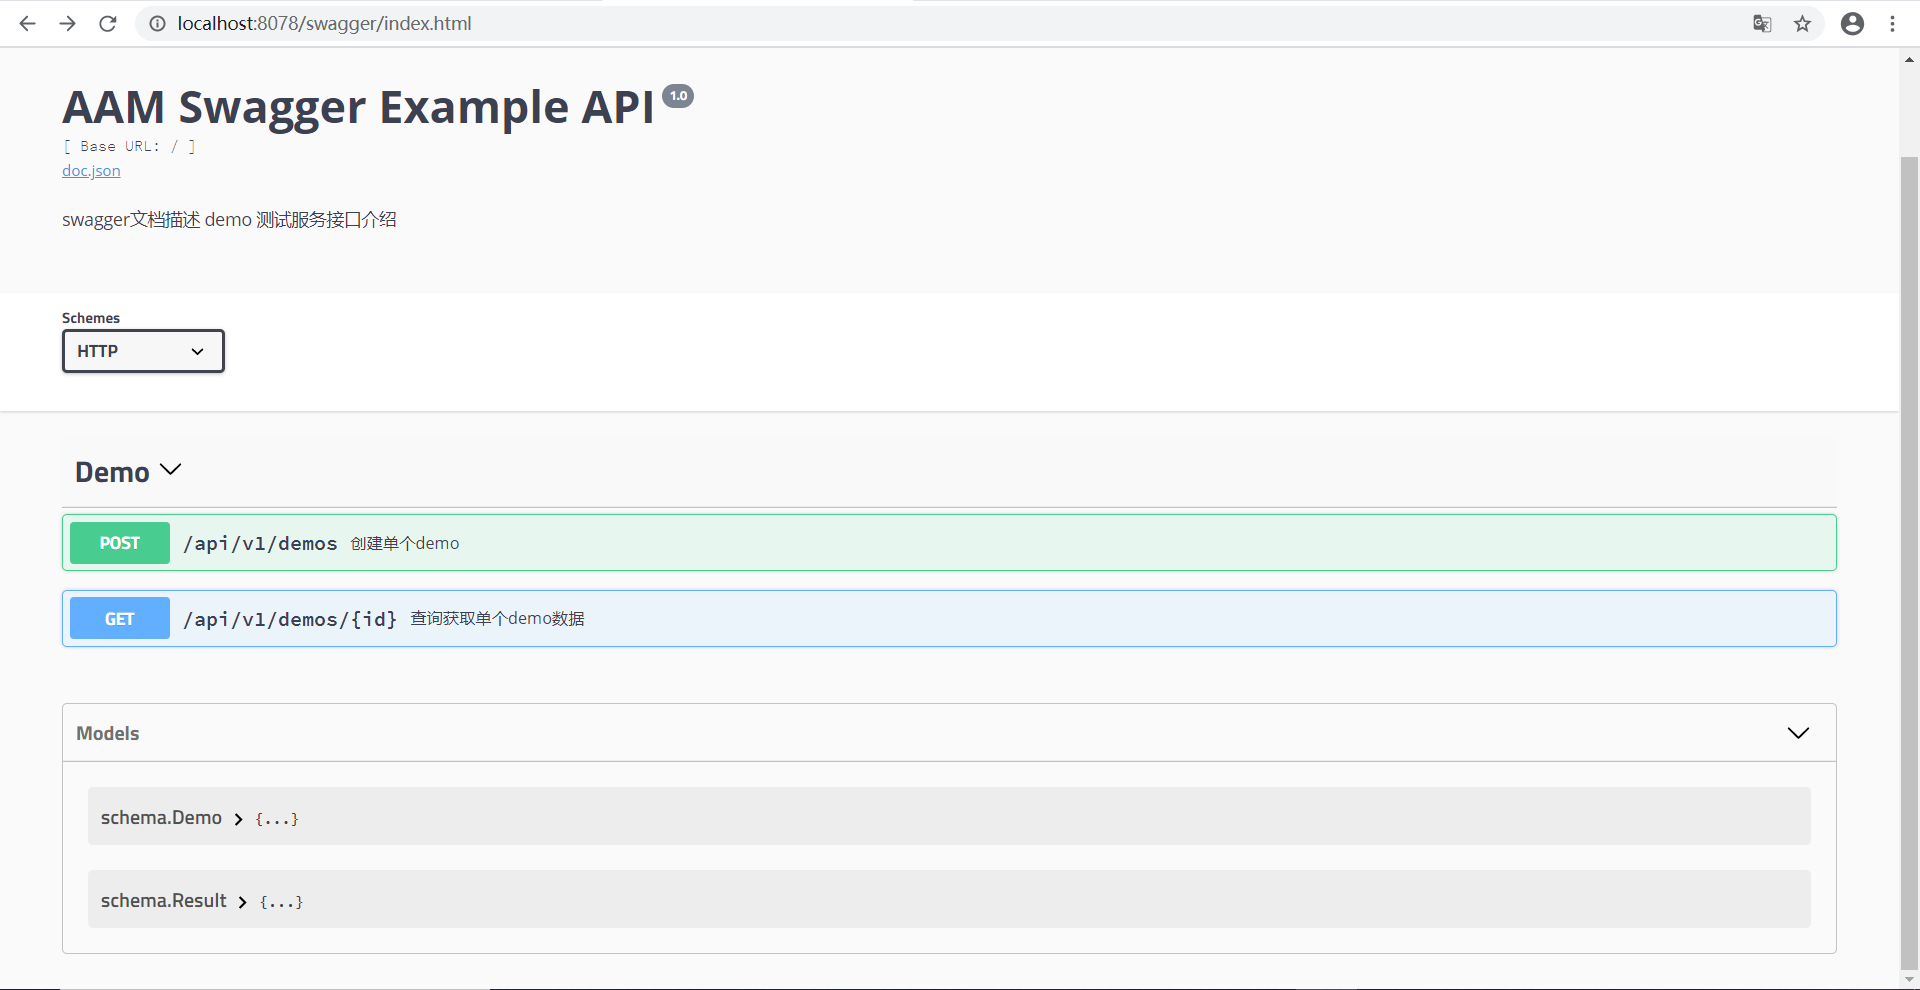 localhost:8078/swagger/index.html
AAM Swagger Example API 1.0
[ Base URL: / ]
doc.json
swagger文档描述 demo 测试服务接口介绍
Schemes
HTTP
Demo
POST /api/v1/demos 创建单个demo
GET /api/v1/demos/{id} 查询获取单个demo数据
Models
schema.Demo {...}
schema.Result {...}